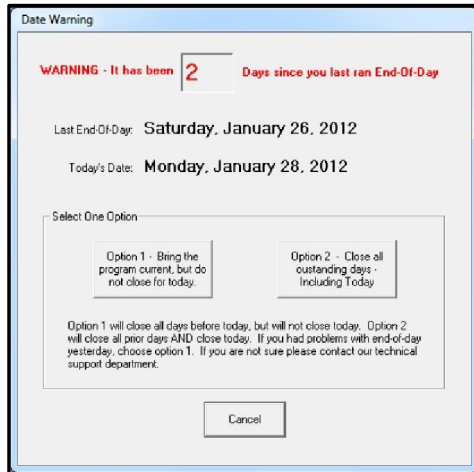 Date Warning
WARNING - It has been 2 Days since you last ran End-Of-Day
Last End-Of-Day: Saturday, January 26, 2012
Today's Date: Monday, January 28, 2012
Select One Option
Option 1 - Bring the
program current, but do
not close for today.
Option 2 - Close all
oustanding days -
Including Today
Option 1 will close all days before today, but will not close today. Option 2
will close all prior days AND close today. If you had problems with end-of-day
yesterday, choose option 1. If you are not sure please contact our technical
support department.
Cancel